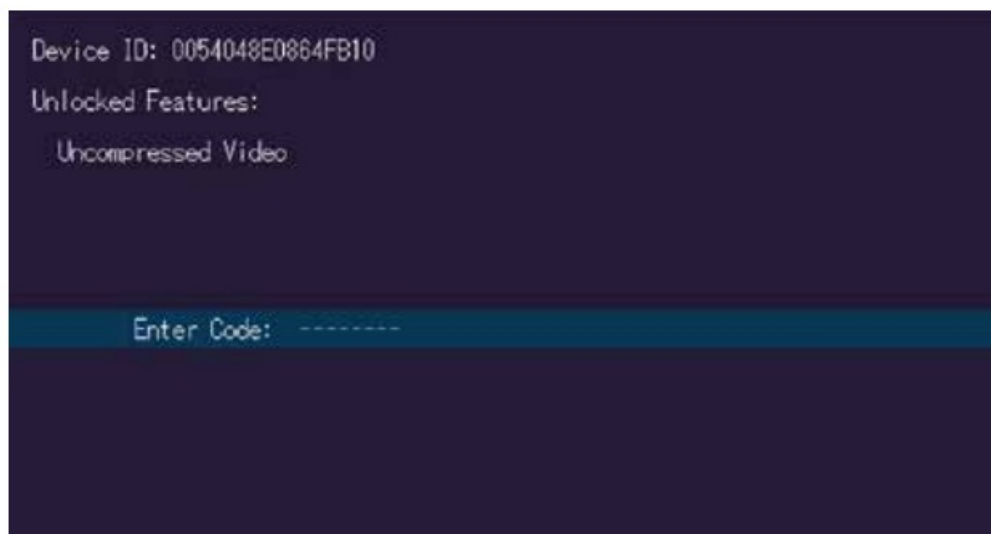 Device ID: 0054048E0864FB10
Unlocked Features:
Uncompressed Video
Enter Code: --------